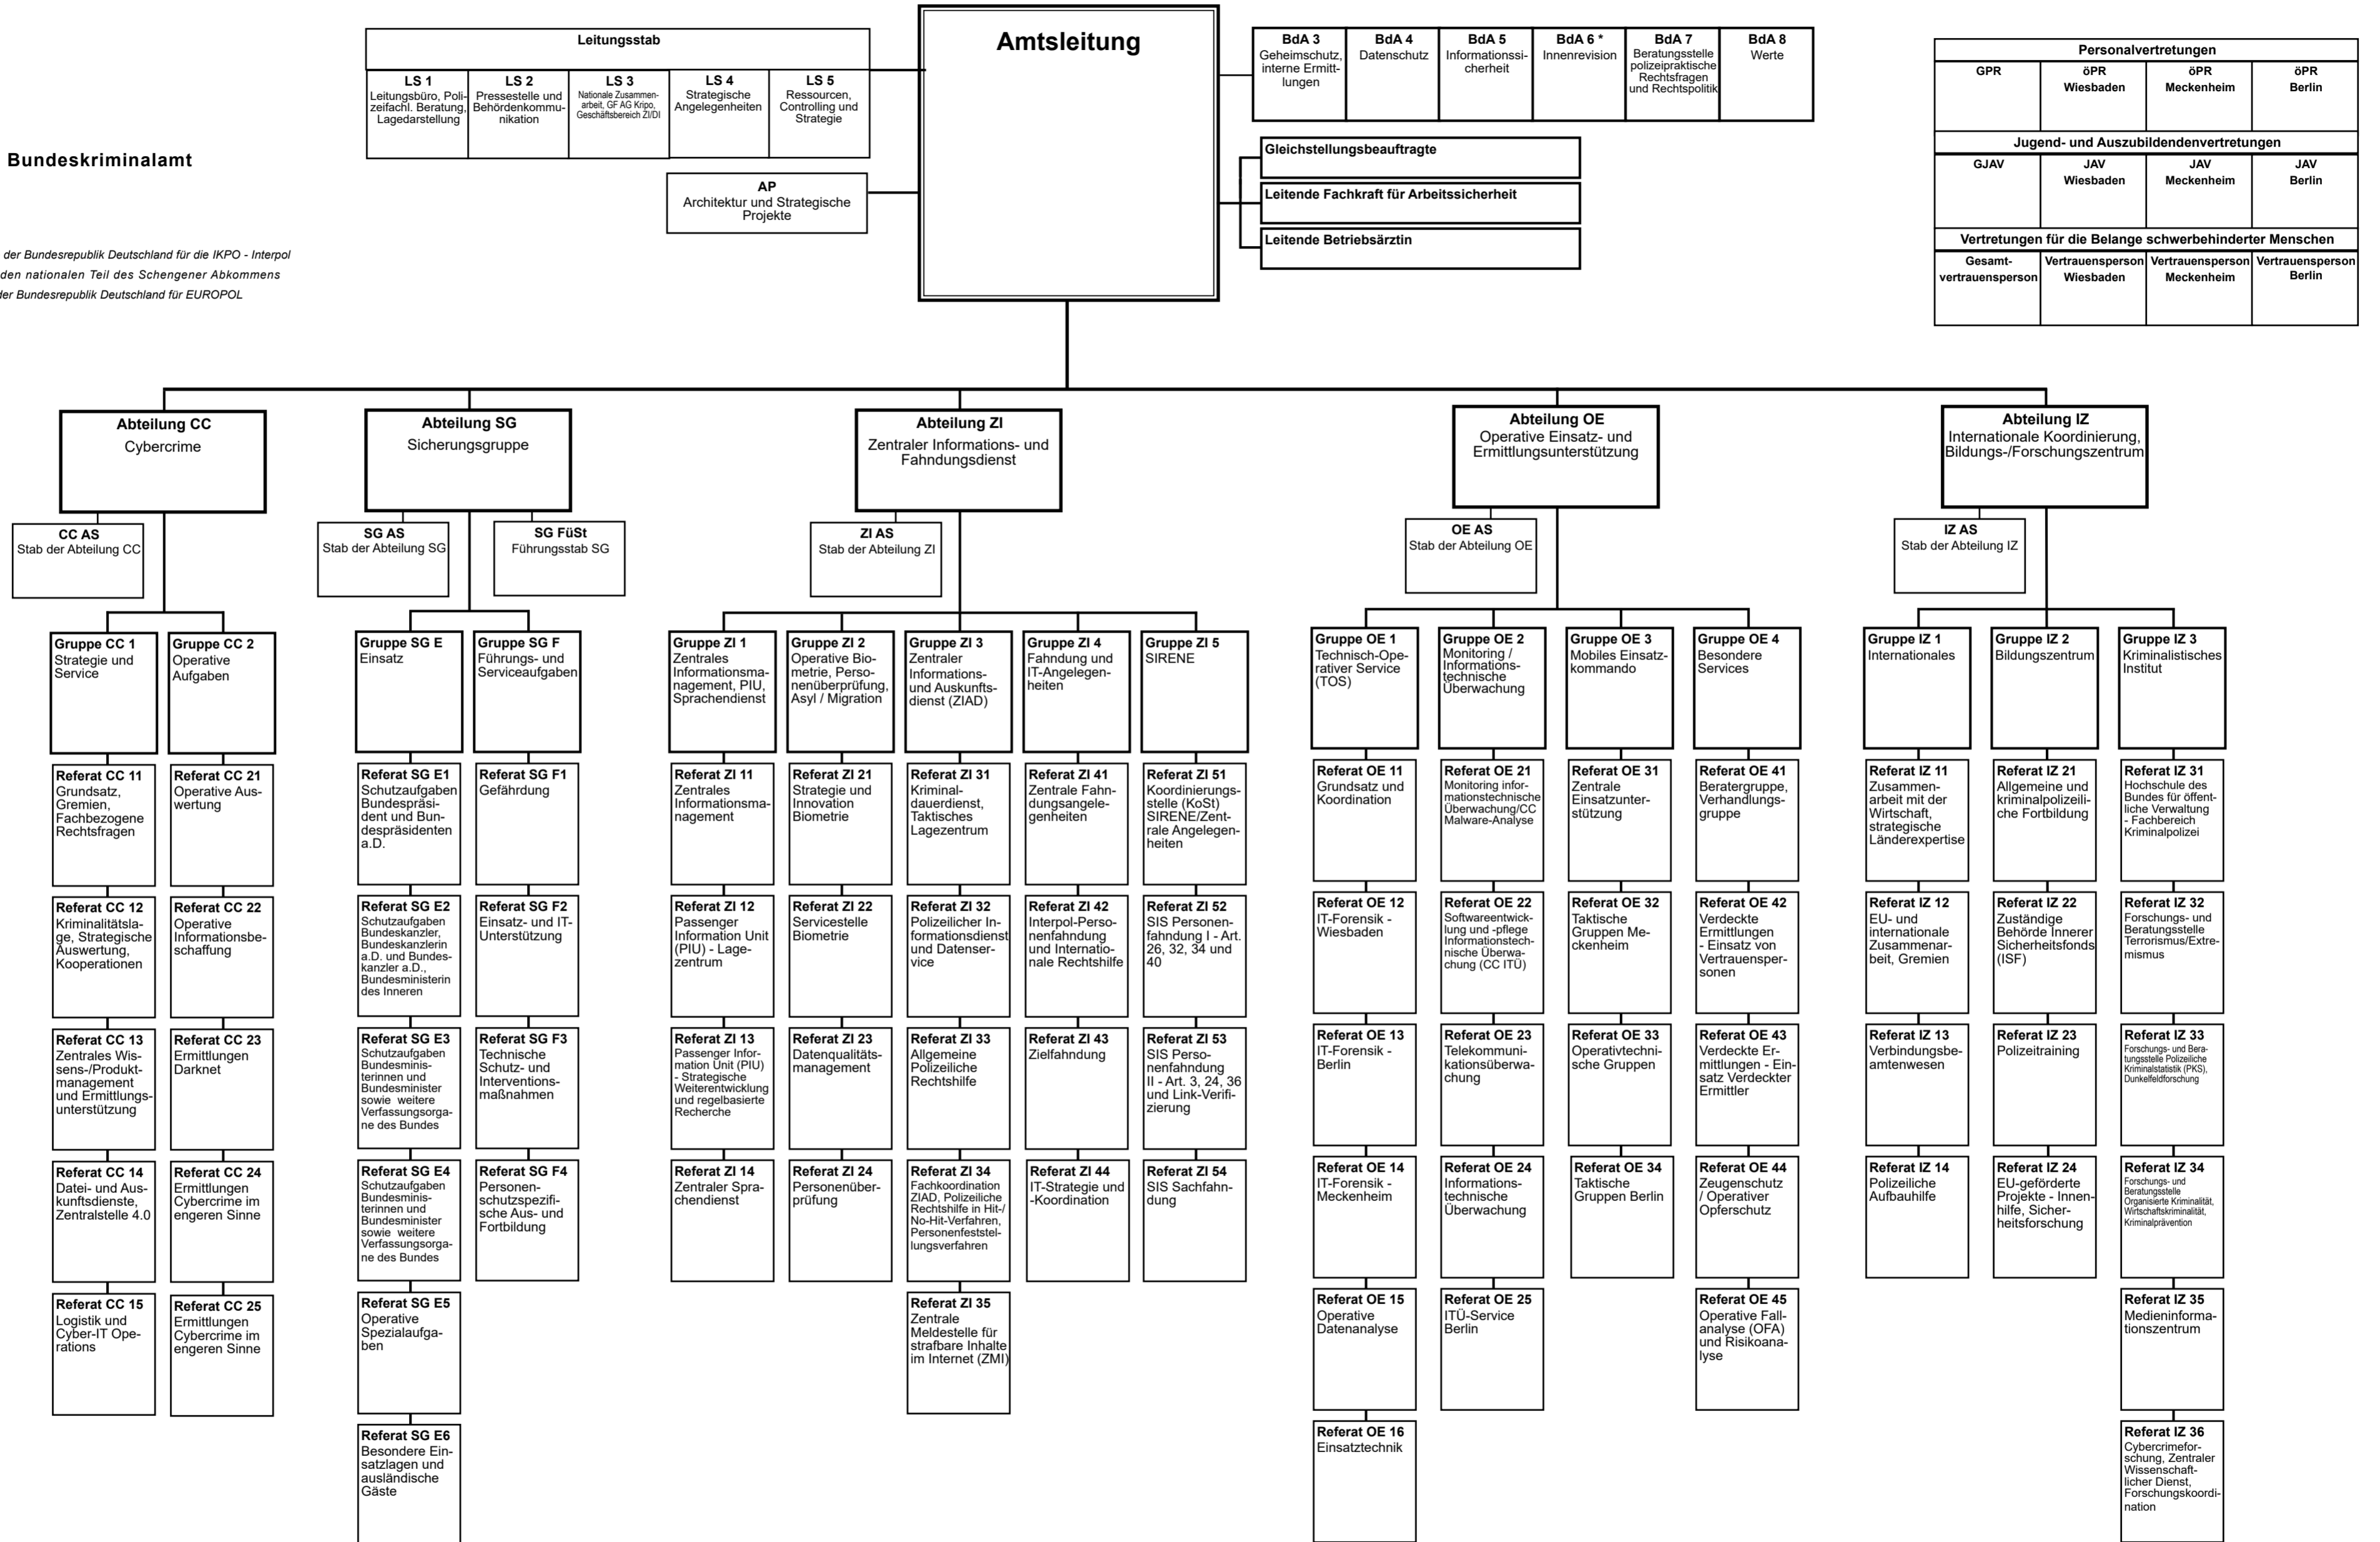 Bundeskriminalamt
der Bundesrepublik Deutschland für die IKPO - Interpol
den nationalen Teil des Schengener Abkommens
der Bundesrepublik Deutschland für EUROPOL
Leitungsstab
LS 1
Leitungsbüro, Poli-
zeifachl. Beratung,
Lagedarstellung
LS 2
Pressestelle und
Behördenkommu-
nikation
LS 3
Nationale Zusammen-
arbeit, GF AG Kripo,
Geschäftsbereich ZI/DI
LS 4
Strategische
Angelegenheiten
LS 5
Ressourcen,
Controlling und
Strategie
AP
Architektur und Strategische
Projekte
Amtsleitung
BdA 3
Geheimschutz,
interne Ermitt-
lungen
BdA 4
Datenschutz
BdA 5
Informationssi-
cherheit
BdA 6 *
Innenrevision
BdA 7
Beratungsstelle
polizeipraktische
Rechtsfragen
und Rechtspolitik
BdA 8
Werte
Gleichstellungsbeauftragte
Leitende Fachkraft für Arbeitssicherheit
Leitende Betriebsärztin
Personalvertretungen
GPR
öPR
Wiesbaden
öPR
Meckenheim
öPR
Berlin
Jugend- und Auszubildendenvertretungen
GJAV
JAV
Wiesbaden
JAV
Meckenheim
JAV
Berlin
Vertretungen für die Belange schwerbehinderter Menschen
Gesamt-
vertrauensperson
Vertrauensperson
Wiesbaden
Vertrauensperson
Meckenheim
Vertrauensperson
Berlin
Abteilung CC
Cybercrime
CC AS
Stab der Abteilung CC
Gruppe CC 1
Strategie und
Service
Referat CC 11
Grundsatz,
Gremien,
Fachbezogene
Rechtsfragen
Referat CC 12
Kriminalitätsla-
ge, Strategische
Auswertung,
Kooperationen
Referat CC 13
Zentrales Wis-
sens-/Produkt-
management
und Ermittlungs-
unterstützung
Referat CC 14
Datei- und Aus-
kunftsdienste,
Zentralstelle 4.0
Referat CC 15
Logistik und
Cyber-IT Ope-
rations
Gruppe CC 2
Operative
Aufgaben
Referat CC 21
Operative Aus-
wertung
Referat CC 22
Operative
Informationsbe-
schaffung
Referat CC 23
Ermittlungen
Darknet
Referat CC 24
Ermittlungen
Cybercrime im
engeren Sinne
Referat CC 25
Ermittlungen
Cybercrime im
engeren Sinne
Abteilung SG
Sicherungsgruppe
SG AS
Stab der Abteilung SG
SG FüSt
Führungsstab SG
Gruppe SG E
Einsatz
Referat SG E1
Schutzaufgaben
Bundespräsi-
dent und Bun-
despräsidenten
a.D.
Referat SG E2
Schutzaufgaben
Bundeskanzler,
Bundeskanzlerin
a.D. und Bundes-
kanzler a.D.,
Bundesministerin
des Inneren
Referat SG E3
Schutzaufgaben
Bundesminis-
terinnen und
Bundesminister
sowie weitere
Verfassungsorga-
ne des Bundes
Referat SG E4
Schutzaufgaben
Bundesminis-
terinnen und
Bundesminister
sowie weitere
Verfassungsorga-
ne des Bundes
Referat SG E5
Operative
Spezialaufga-
ben
Referat SG E6
Besondere Ein-
satzlagen und
ausländische
Gäste
Gruppe SG F
Führungs- und
Serviceaufgaben
Referat SG F1
Gefährdung
Referat SG F2
Einsatz- und IT-
Unterstützung
Referat SG F3
Technische
Schutz- und
Interventions-
maßnahmen
Referat SG F4
Personen-
schutzspezifi-
sche Aus- und
Fortbildung
Abteilung ZI
Zentraler Informations- und
Fahndungsdienst
ZI AS
Stab der Abteilung ZI
Gruppe ZI 1
Zentrales
Informationsma-
nagement, PIU,
Sprachendienst
Referat ZI 11
Zentrales
Informationsma-
nagement
Referat ZI 12
Passenger
Information Unit
(PIU) - Lage-
zentrum
Referat ZI 13
Passenger Infor-
mation Unit (PIU)
- Strategische
Weiterentwicklung
und regelbasierte
Recherche
Referat ZI 14
Zentraler Spra-
chendienst
Gruppe ZI 2
Operative Bio-
metrie, Perso-
nenüberprüfung,
Asyl / Migration
Referat ZI 21
Strategie und
Innovation
Biometrie
Referat ZI 22
Servicestelle
Biometrie
Referat ZI 23
Datenqualitäts-
management
Referat ZI 24
Personenüber-
prüfung
Gruppe ZI 3
Zentraler
Informations-
und Auskunfts-
dienst (ZIAD)
Referat ZI 31
Kriminal-
dauerdienst,
Taktisches
Lagezentrum
Referat ZI 32
Polizeilicher In-
formationsdienst
und Datenser-
vice
Referat ZI 33
Allgemeine
Polizeiliche
Rechtshilfe
Referat ZI 34
Fachkoordination
ZIAD, Polizeiliche
Rechtshilfe in Hit-/
No-Hit-Verfahren,
Personenfeststel-
lungsverfahren
Referat ZI 35
Zentrale
Meldestelle für
strafbare Inhalte
im Internet (ZMI)
Gruppe ZI 4
Fahndung und
IT-Angelegen-
heiten
Referat ZI 41
Zentrale Fahn-
dungsangele-
genheiten
Referat ZI 42
Interpol-Perso-
nenfahndung
und Internatio-
nale Rechtshilfe
Referat ZI 43
Zielfahndung
Referat ZI 44
IT-Strategie und
-Koordination
Gruppe ZI 5
SIRENE
Referat ZI 51
Koordinierungs-
stelle (KoSt)
SIRENE/Zent-
rale Angelegen-
heiten
Referat ZI 52
SIS Personen-
fahndung I - Art.
26, 32, 34 und
40
Referat ZI 53
SIS Perso-
nenfahndung
II - Art. 3, 24, 36
und Link-Verifi-
zierung
Referat ZI 54
SIS Sachfahn-
dung
Abteilung OE
Operative Einsatz- und
Ermittlungsunterstützung
OE AS
Stab der Abteilung OE
Gruppe OE 1
Technisch-Ope-
rativer Service
(TOS)
Referat OE 11
Grundsatz und
Koordination
Referat OE 12
IT-Forensik -
Wiesbaden
Referat OE 13
IT-Forensik -
Berlin
Referat OE 14
IT-Forensik -
Meckenheim
Referat OE 15
Operative
Datenanalyse
Referat OE 16
Einsatztechnik
Gruppe OE 2
Monitoring /
Informations-
technische
Überwachung
Referat OE 21
Monitoring infor-
mationstechnische
Überwachung/CC
Malware-Analyse
Referat OE 22
Softwareentwick-
lung und -pflege
Informationstech-
nische Überwa-
chung (CC ITÜ)
Referat OE 23
Telekommuni-
kationsüberwa-
chung
Referat OE 24
Informations-
technische
Überwachung
Referat OE 25
ITÜ-Service
Berlin
Gruppe OE 3
Mobiles Einsatz-
kommando
Referat OE 31
Zentrale
Einsatzunter-
stützung
Referat OE 32
Taktische
Gruppen Me-
ckenheim
Referat OE 33
Operativtechni-
sche Gruppen
Referat OE 34
Taktische
Gruppen Berlin
Gruppe OE 4
Besondere
Services
Referat OE 41
Beratergruppe,
Verhandlungs-
gruppe
Referat OE 42
Verdeckte
Ermittlungen
- Einsatz von
Vertrauensper-
sonen
Referat OE 43
Verdeckte Er-
mittlungen - Ein-
satz Verdeckter
Ermittler
Referat OE 44
Zeugenschutz
/ Operativer
Opferschutz
Referat OE 45
Operative Fall-
analyse (OFA)
und Risikoana-
lyse
Abteilung IZ
Internationale Koordinierung,
Bildungs-/Forschungszentrum
IZ AS
Stab der Abteilung IZ
Gruppe IZ 1
Internationales
Referat IZ 11
Zusammen-
arbeit mit der
Wirtschaft,
strategische
Länderexpertise
Referat IZ 12
EU- und
internationale
Zusammenar-
beit, Gremien
Referat IZ 13
Verbindungsbe-
amtenwesen
Referat IZ 14
Polizeiliche
Aufbauhilfe
Gruppe IZ 2
Bildungszentrum
Referat IZ 21
Allgemeine und
kriminalpolizeili-
che Fortbildung
Referat IZ 22
Zuständige
Behörde Innerer
Sicherheitsfonds
(ISF)
Referat IZ 23
Polizeitraining
Referat IZ 24
EU-geförderte
Projekte - Innen-
hilfe, Sicher-
heitsforschung
Gruppe IZ 3
Kriminalistisches
Institut
Referat IZ 31
Hochschule des
Bundes für öffent-
liche Verwaltung
- Fachbereich
Kriminalpolizei
Referat IZ 32
Forschungs- und
Beratungsstelle
Terrorismus/Extre-
mismus
Referat IZ 33
Forschungs- und Bera-
tungsstelle Polizeiliche
Kriminalstatistik (PKS),
Dunkelfeldforschung
Referat IZ 34
Forschungs- und
Beratungsstelle
Organisierte Kriminalität,
Wirtschaftskriminalität,
Kriminalprävention
Referat IZ 35
Medieninforma-
tionszentrum
Referat IZ 36
Cybercrimefor-
schung, Zentraler
Wissenschaft-
licher Dienst,
Forschungskoordi-
nation